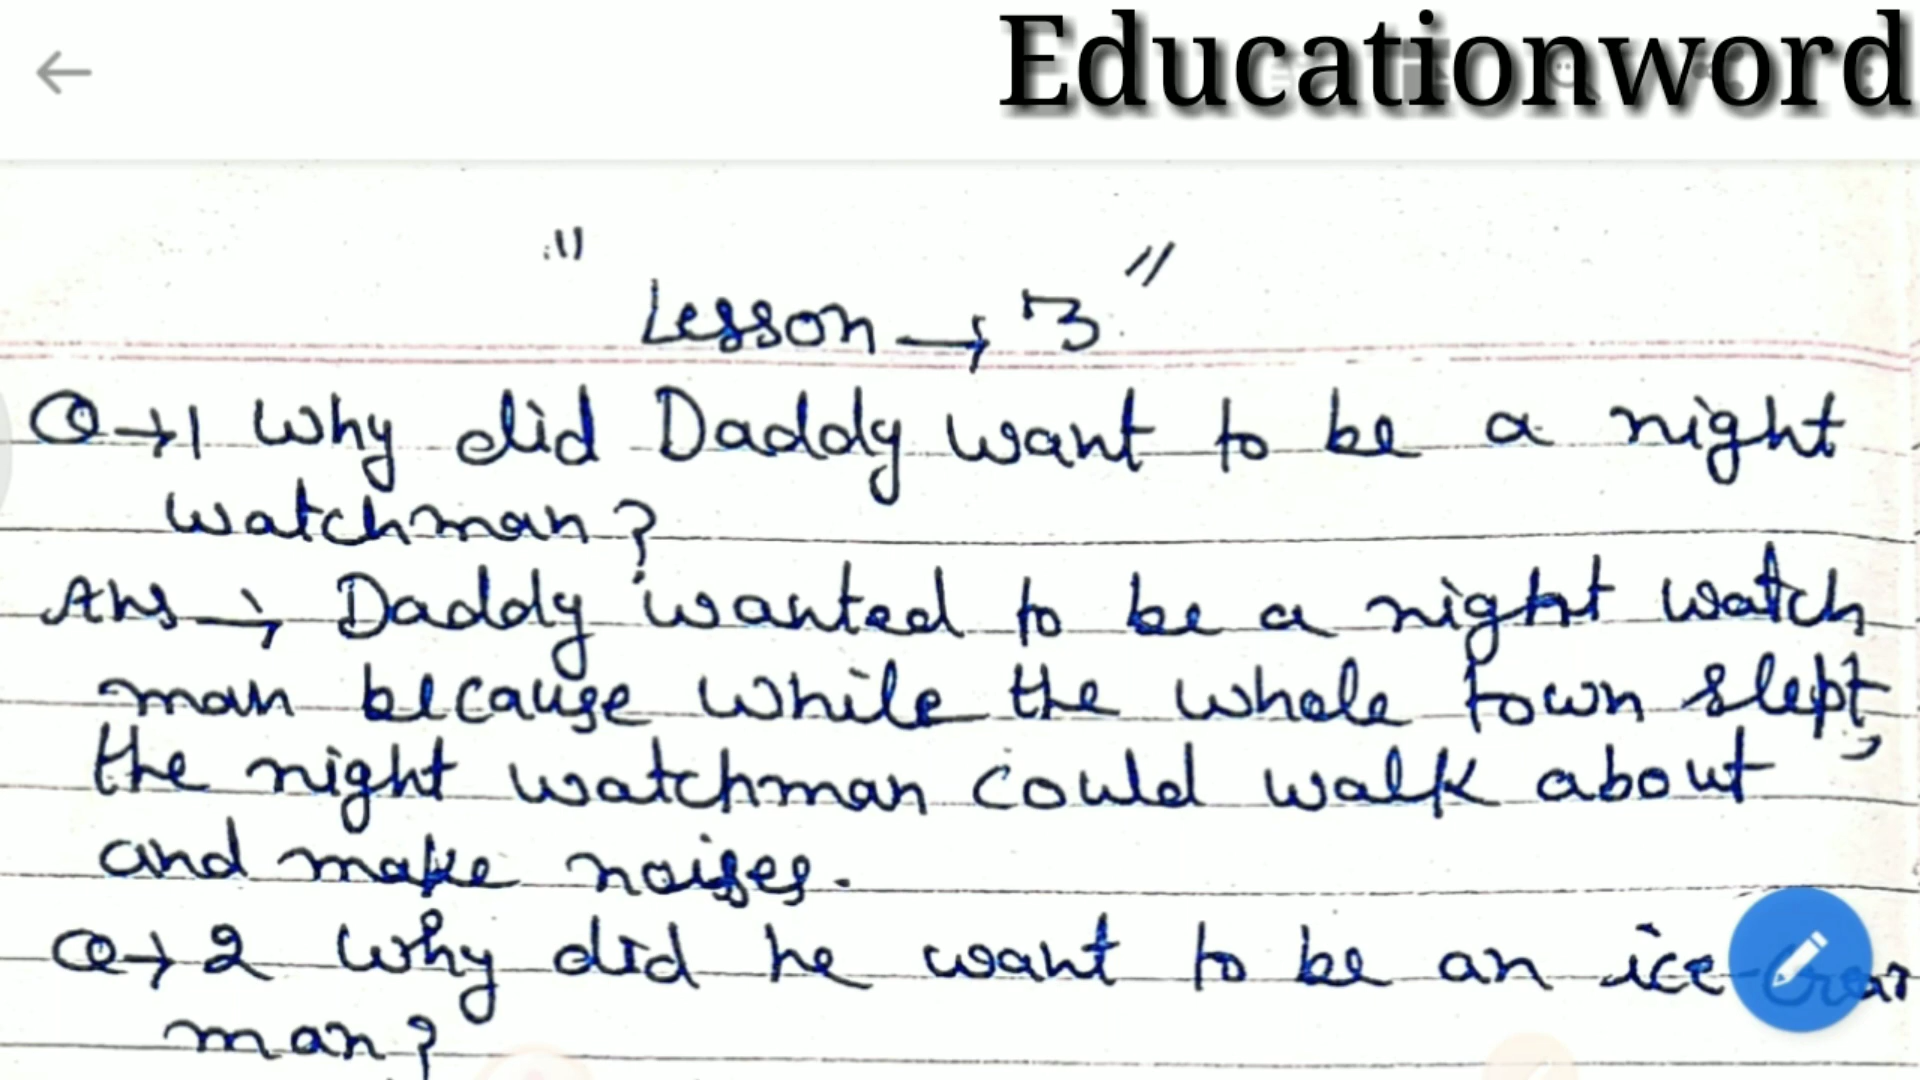 Educationword
" Lesson → 3 "
Q→1 Why did Daddy want to be a night
watchman?
Ans → Daddy wanted to be a night watch
man because while the whole town slept,
the night watchman could walk about
and make noises.
Q→2 Why did he want to be an ice
man?